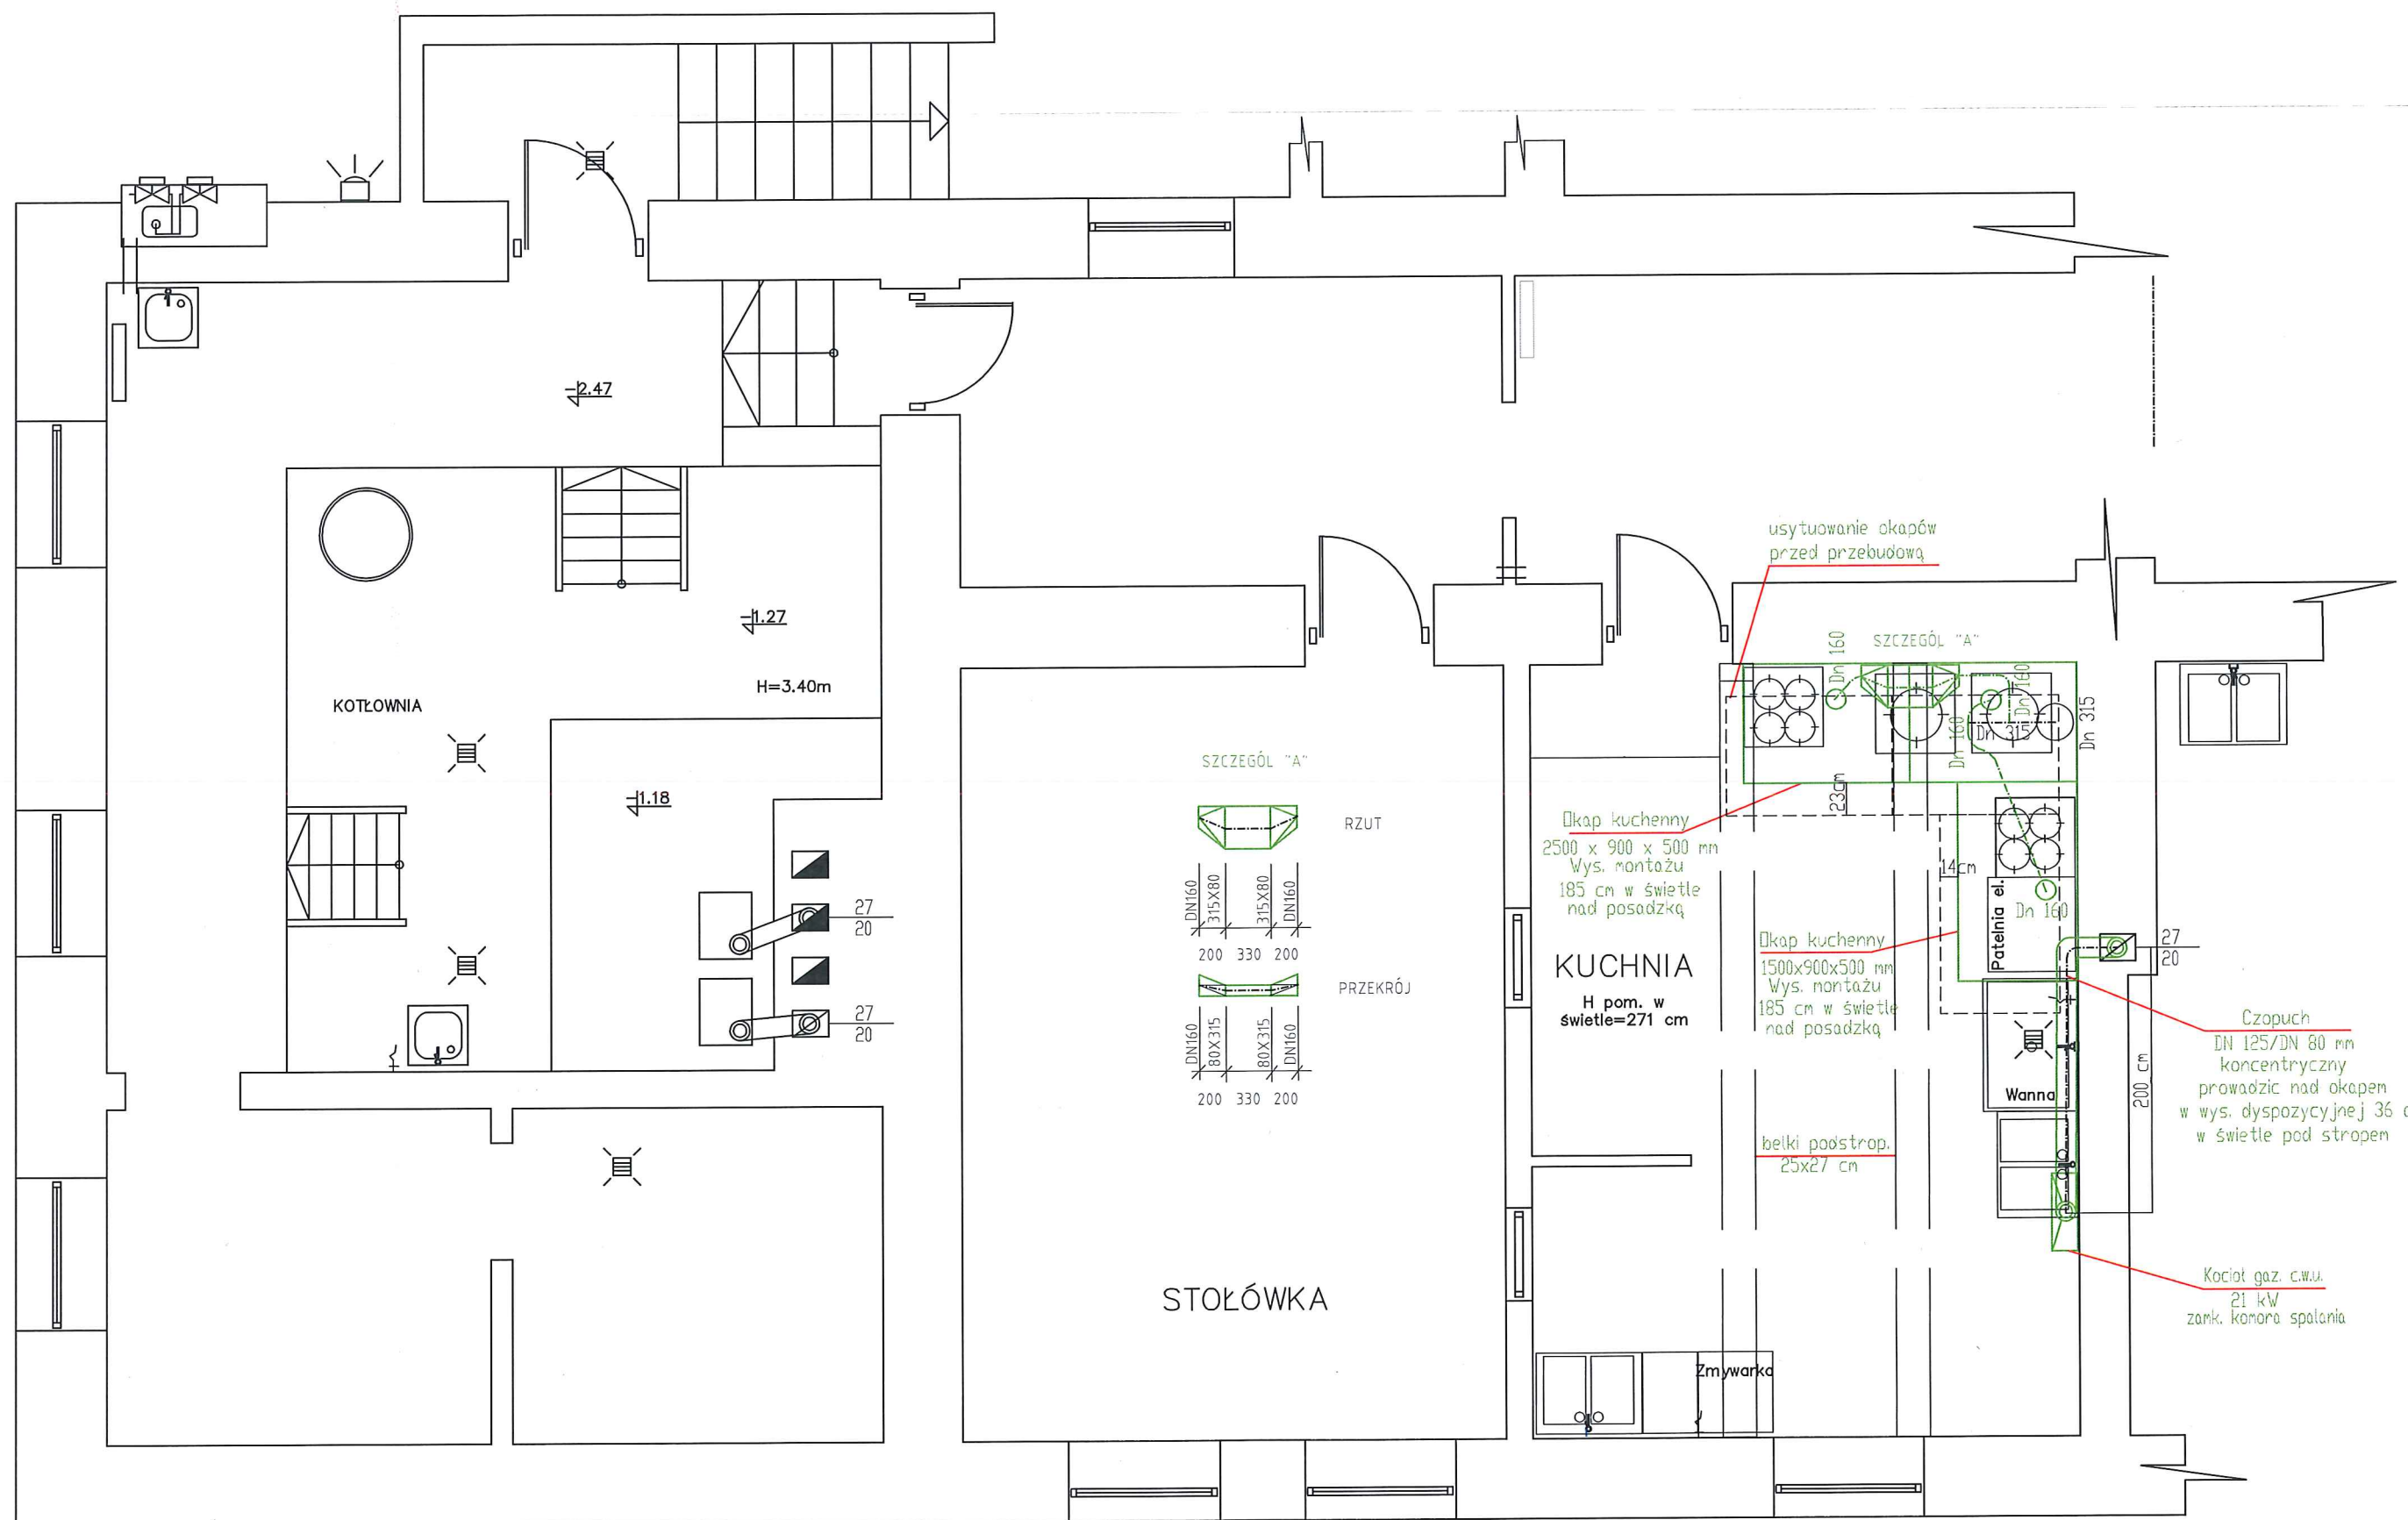 -2.47
-1.27
H=3.40m
KOTŁOWNIA
-1.18
27
20
27
20
SZCZEGÓŁ "A"
RZUT
DN160
315X80
315X80
DN160
200 330 200
PRZEKRÓJ
DN160
80X315
80X315
DN160
200 330 200
STOŁÓWKA
usytuowanie okapów
przed przebudową
SZCZEGÓŁ "A"
Dn 160
Dn 160
Dn 160
Dn 315
Dn 315
23cm
Okap kuchenny
2500 x 900 x 500 mm
Wys. montażu
185 cm w świetle
nad posadzką
14cm
Patelnia el.
Dn 160
KUCHNIA
H pom. w
świetle=271 cm
Okap kuchenny
1500x900x500 mm
Wys. montażu
185 cm w świetle
nad posadzką
27
20
Czopuch
DN 125/DN 80 mm
koncentryczny
prowadzic nad okapem
w wys. dyspozycyjnej 36 c
w świetle pod stropem
Wanna
200 cm
belki podstrop.
25x27 cm
Kocioł gaz. c.w.u.
21 kW
zamk. komora spalania
Zmywarka